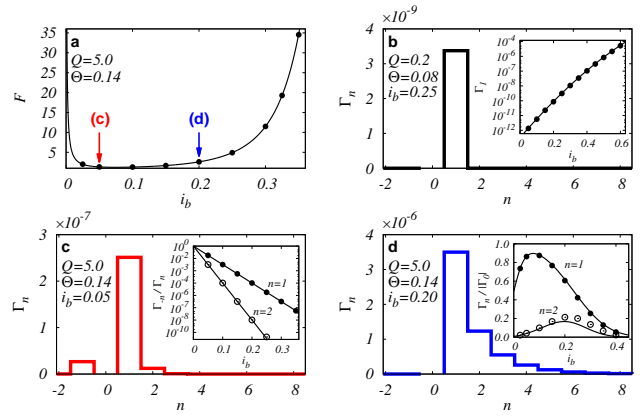 a
Q=5.0
Θ=0.14
(c)
(d)
F
35
30
25
20
15
10
5
0
0.1
0.2
0.3
i_b
×10⁻⁹
b
Q=0.2
Θ=0.08
i_b=0.25
Γ_n
4
3
2
1
0
-2
0
2
4
6
8
n
Γ_1
10⁻⁴
10⁻⁶
10⁻⁸
10⁻¹⁰
10⁻¹²
0
0.2
0.4
0.6
i_b
×10⁻⁷
c
Q=5.0
Θ=0.14
i_b=0.05
Γ_n
3
2
1
0
-2
0
2
4
6
8
n
Γ_-n/Γ_n
10⁰
10⁻²
10⁻⁴
10⁻⁶
10⁻⁸
10⁻¹⁰
n=1
n=2
0
0.1
0.2
0.3
i_b
×10⁻⁶
d
Q=5.0
Θ=0.14
i_b=0.20
Γ_n
4
3
2
1
0
-2
0
2
4
6
8
n
n=1
n=2
1.0
0.8
0.6
0.4
0.2
0.0
0
0.2
0.4
i_b